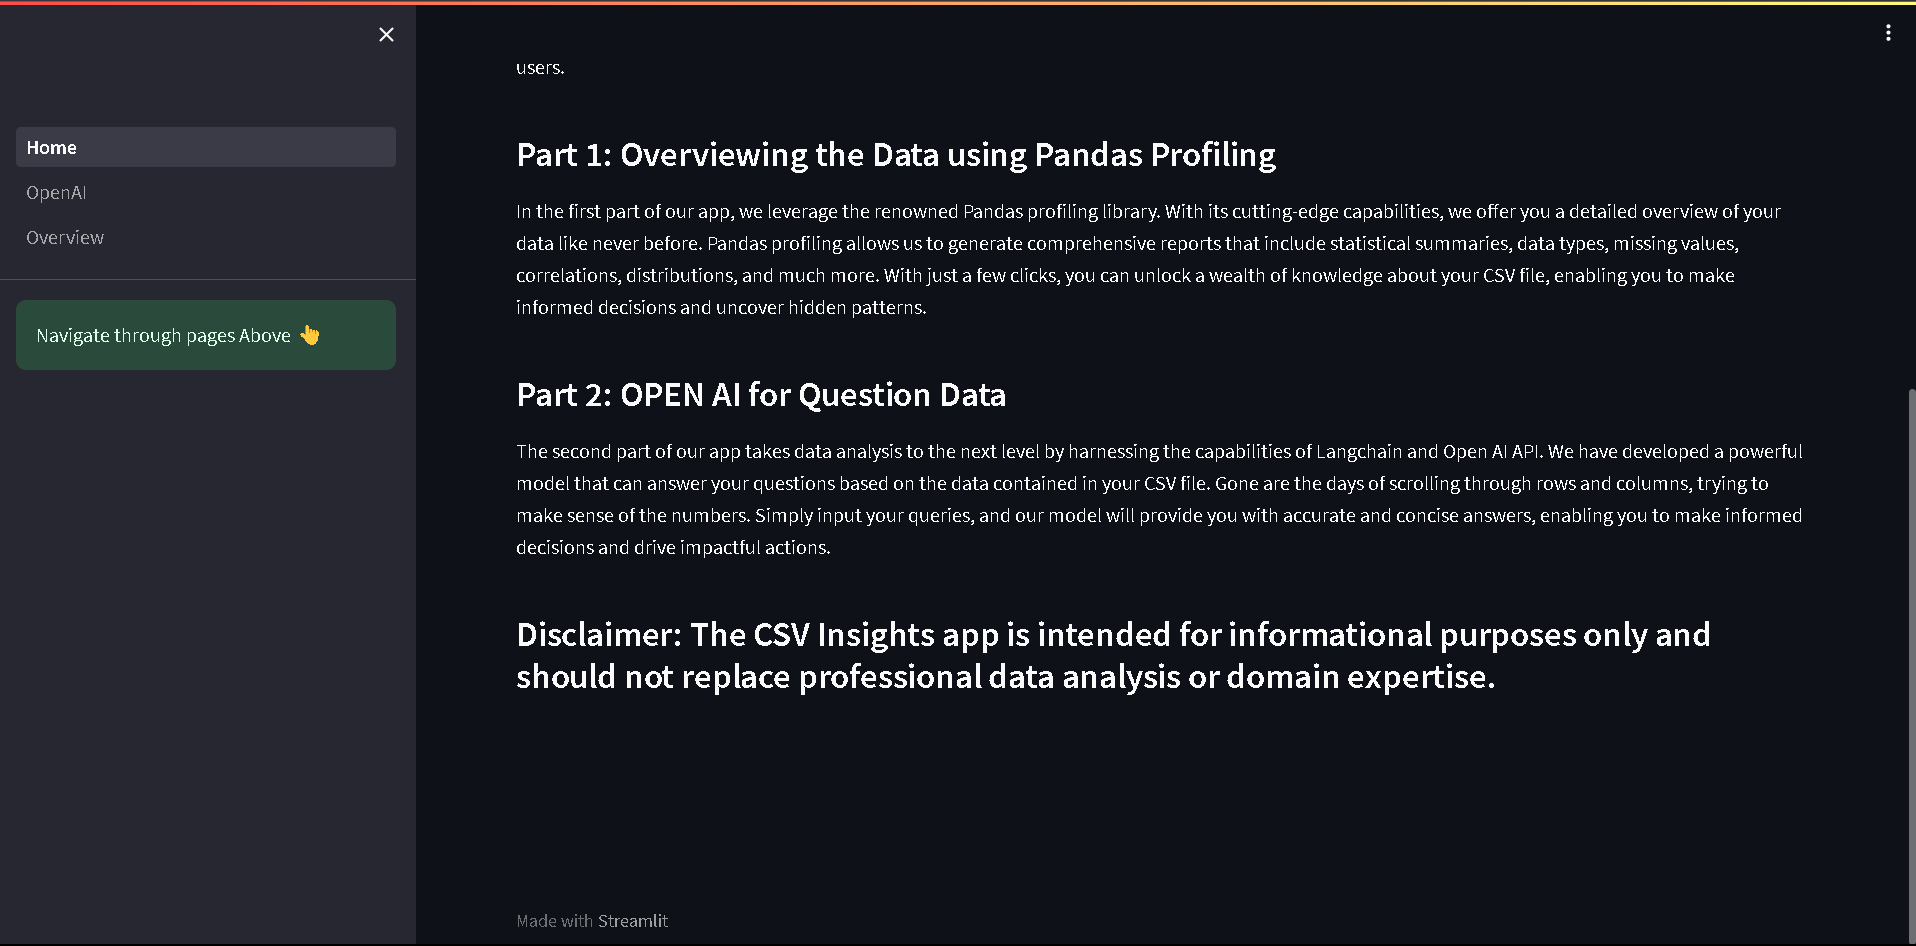 Home
OpenAI
Overview
Navigate through pages Above 👆
users.
Part 1: Overviewing the Data using Pandas Profiling
In the first part of our app, we leverage the renowned Pandas profiling library. With its cutting-edge capabilities, we offer you a detailed overview of your
data like never before. Pandas profiling allows us to generate comprehensive reports that include statistical summaries, data types, missing values,
correlations, distributions, and much more. With just a few clicks, you can unlock a wealth of knowledge about your CSV file, enabling you to make
informed decisions and uncover hidden patterns.
Part 2: OPEN AI for Question Data
The second part of our app takes data analysis to the next level by harnessing the capabilities of Langchain and Open AI API. We have developed a powerful
model that can answer your questions based on the data contained in your CSV file. Gone are the days of scrolling through rows and columns, trying to
make sense of the numbers. Simply input your queries, and our model will provide you with accurate and concise answers, enabling you to make informed
decisions and drive impactful actions.
Disclaimer: The CSV Insights app is intended for informational purposes only and
should not replace professional data analysis or domain expertise.
Made with Streamlit